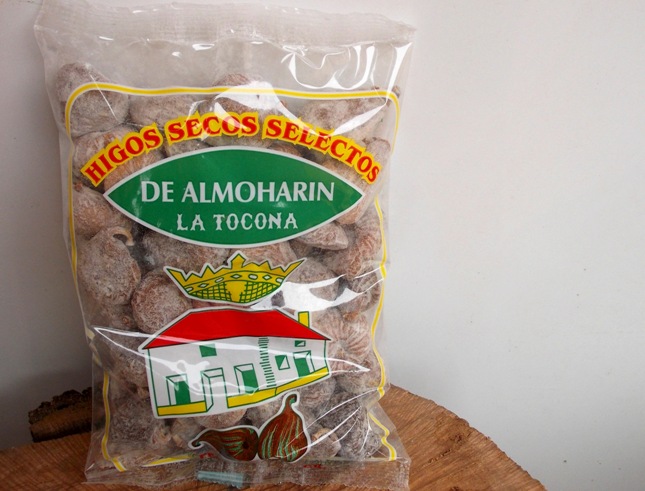 HIGOS SECOS SELECTOS
DE ALMOHARIN
LA TOCONA